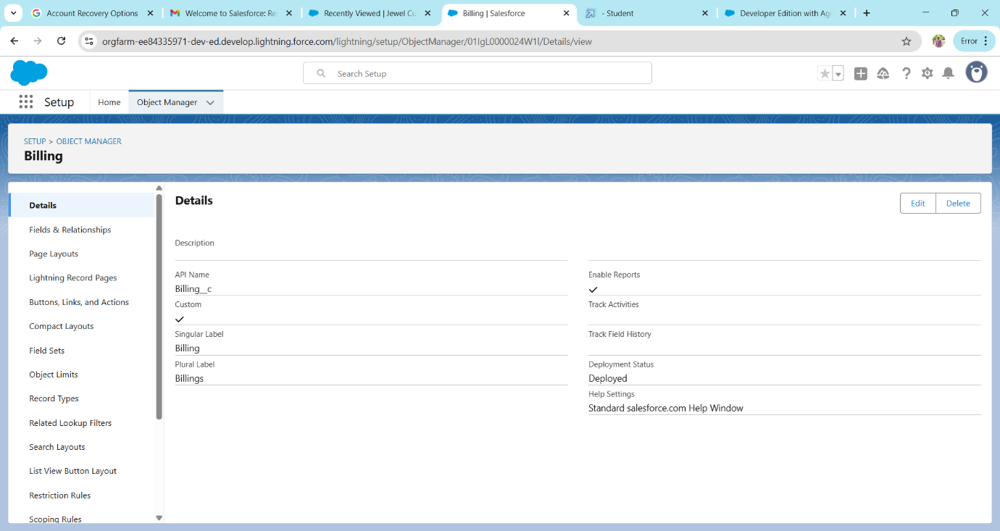 Account Recovery Options
Welcome to Salesforce: Re
Recently Viewed | Jewel Cu
Billing | Salesforce
- Student
Developer Edition with Ag
orgfarm-ee84335971-dev-ed.develop.lightning.force.com/lightning/setup/ObjectManager/01IgL0000024W1l/Details/view
Error
Search Setup
Setup
Home
Object Manager
SETUP > OBJECT MANAGER
Billing
Details
Fields & Relationships
Page Layouts
Lightning Record Pages
Buttons, Links, and Actions
Compact Layouts
Field Sets
Object Limits
Record Types
Related Lookup Filters
Search Layouts
List View Button Layout
Restriction Rules
Scoping Rules
Details
Edit
Delete
Description
API Name
Billing__c
Custom
Singular Label
Billing
Plural Label
Billings
Enable Reports
Track Activities
Track Field History
Deployment Status
Deployed
Help Settings
Standard salesforce.com Help Window